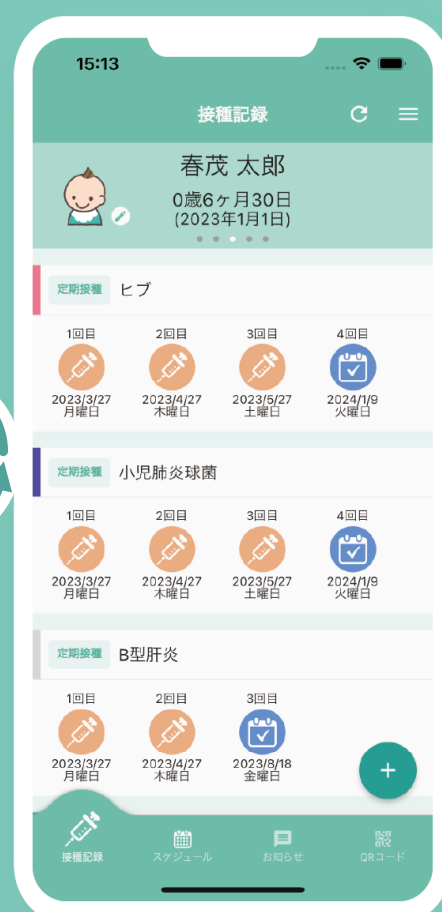 15:13
接種記録
春茂 太郎
0歳6ヶ月30日
(2023年1月1日)
定期接種 ヒブ
1回目 2回目 3回目 4回目
2023/3/27 2023/4/27 2023/5/27 2024/1/9
月曜日 木曜日 土曜日 火曜日
定期接種 小児肺炎球菌
1回目 2回目 3回目 4回目
2023/3/27 2023/4/27 2023/5/27 2024/1/9
月曜日 木曜日 土曜日 火曜日
定期接種 B型肝炎
1回目 2回目 3回目
2023/3/27 2023/4/27 2023/8/18
月曜日 木曜日 金曜日
接種記録 スケジュール お知らせ QRコード